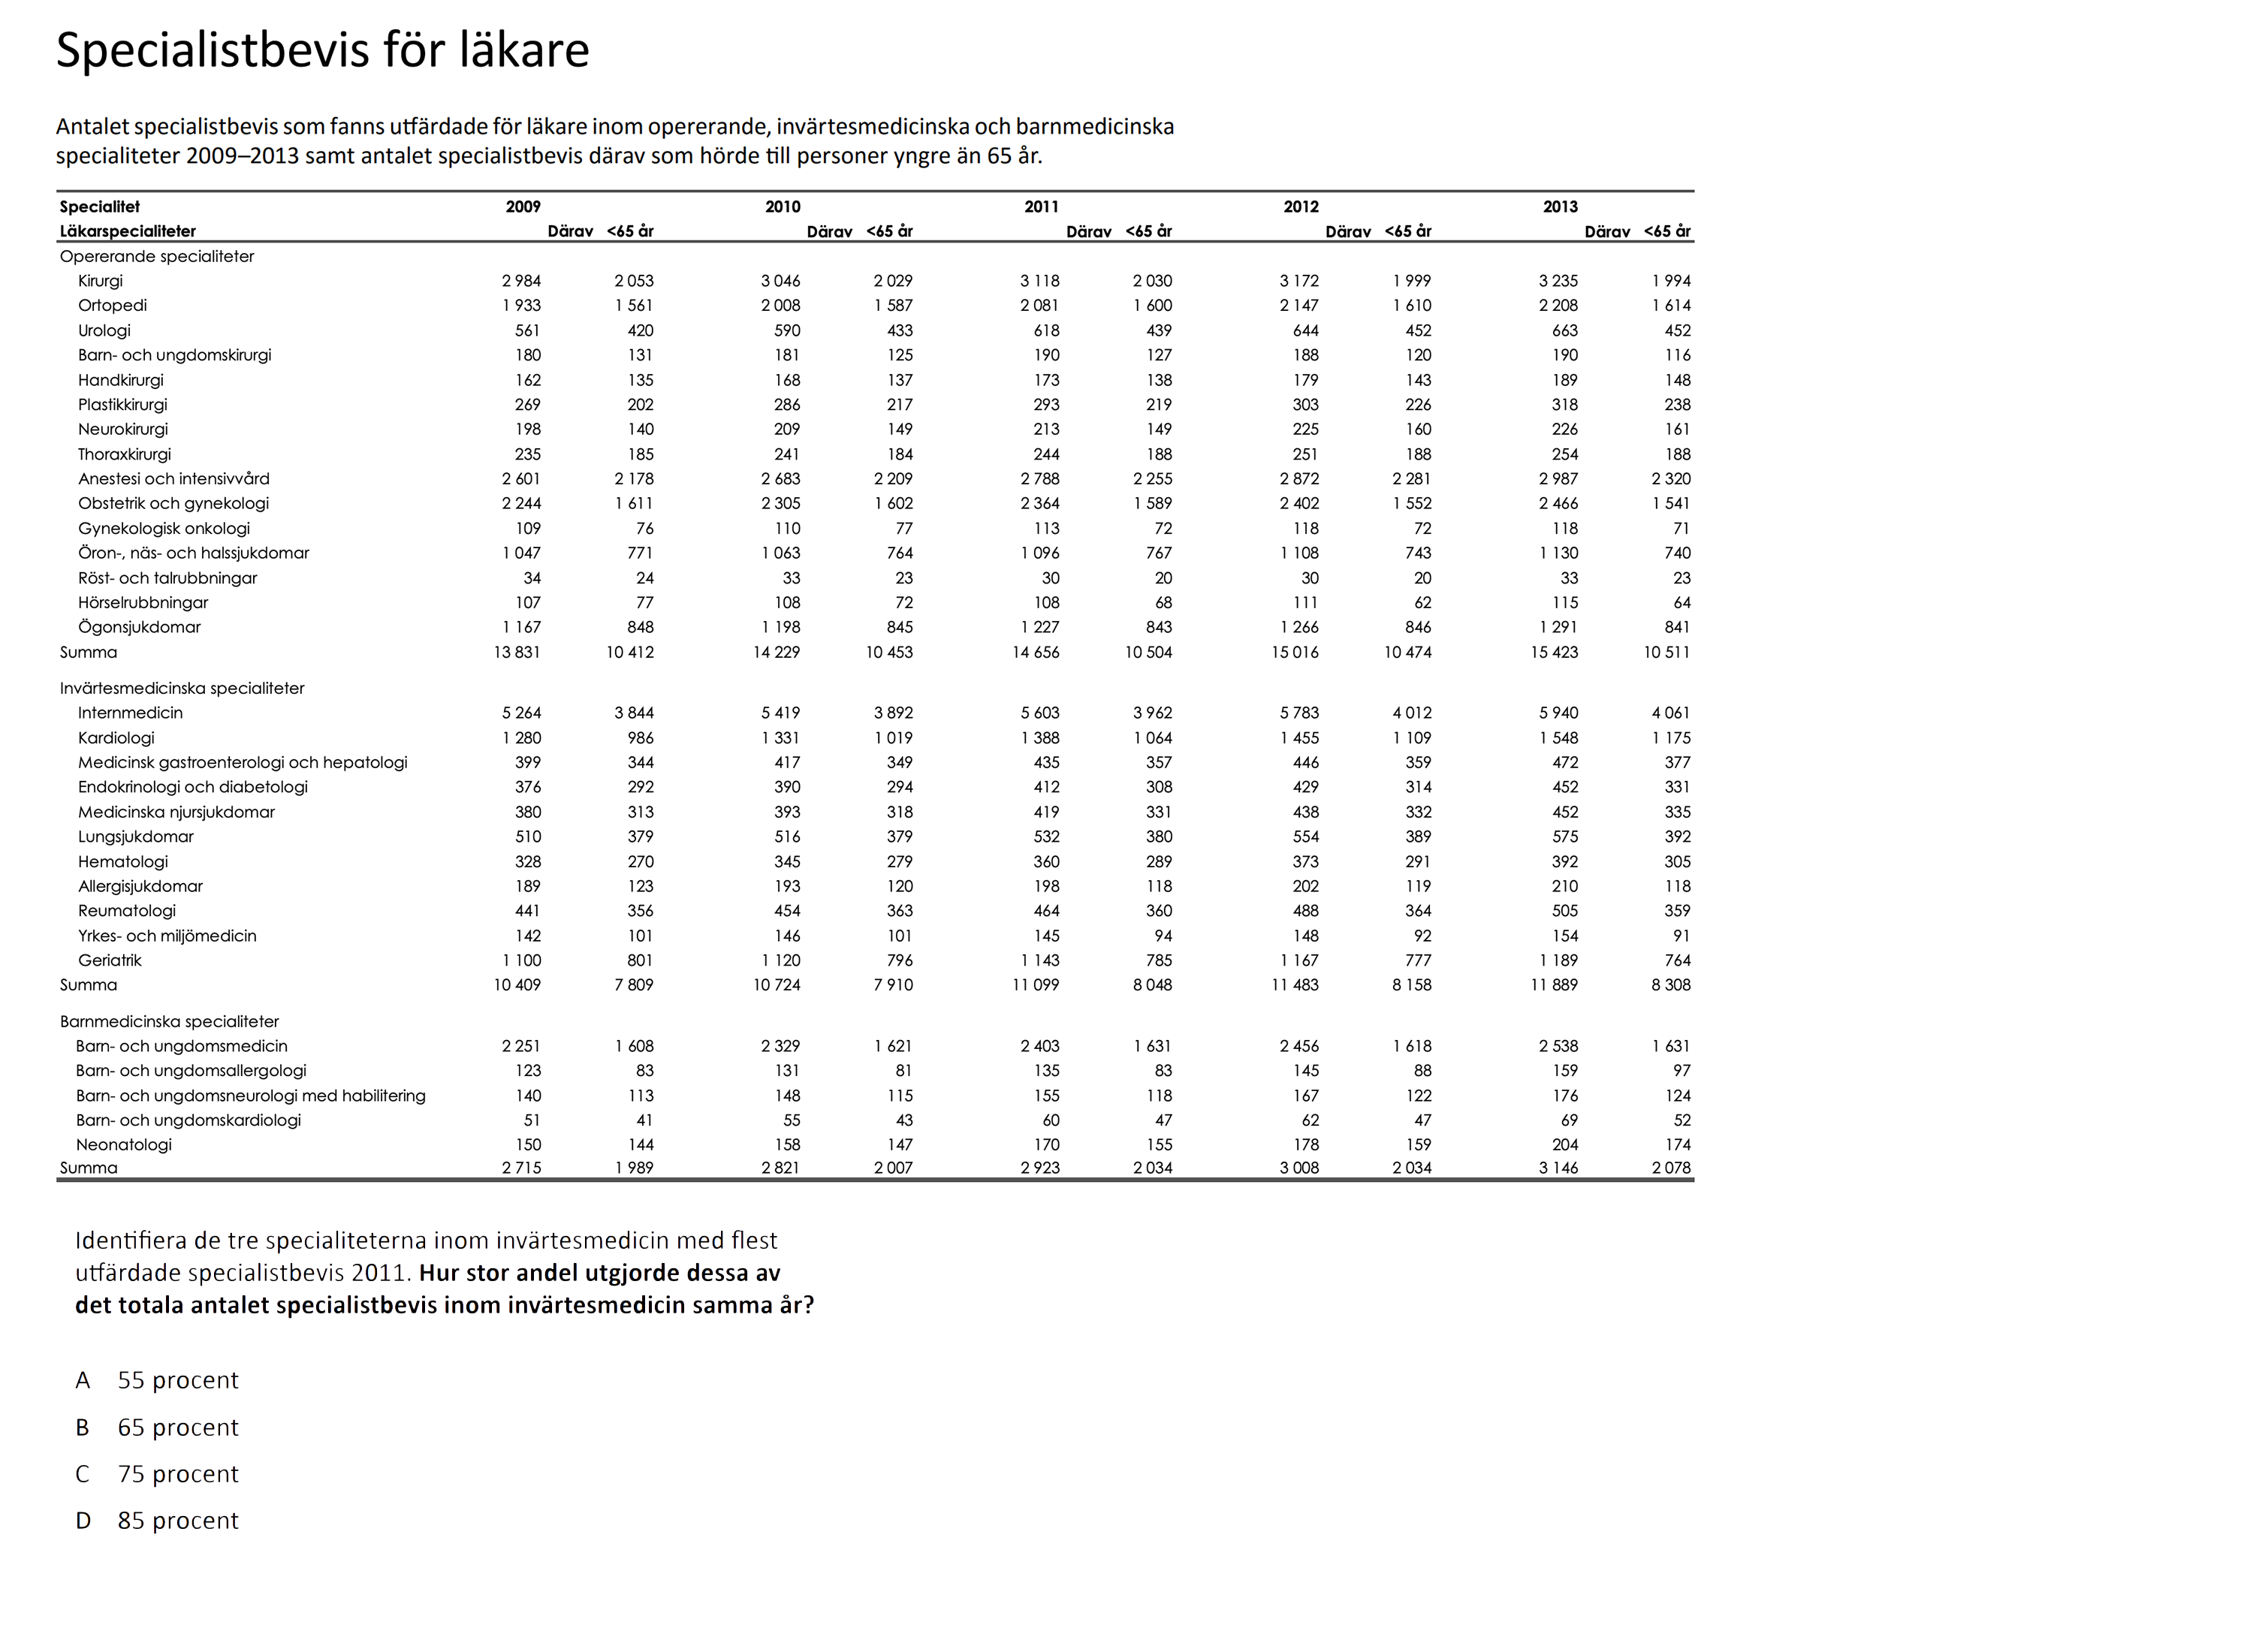 Specialistbevis för läkare
Antalet specialistbevis som fanns utfärdade för läkare inom opererande, invärtesmedicinska och barnmedicinska
specialiteter 2009–2013 samt antalet specialistbevis därav som hörde till personer yngre än 65 år.
Specialitet 2009 2010 2011 2012 2013
Läkarspecialiteter Därav <65 år Därav <65 år Därav <65 år Därav <65 år Därav <65 år
Opererande specialiteter
Kirurgi 2 984 2 053 3 046 2 029 3 118 2 030 3 172 1 999 3 235 1 994
Ortopedi 1 933 1 561 2 008 1 587 2 081 1 600 2 147 1 610 2 208 1 614
Urologi 561 420 590 433 618 439 644 452 663 452
Barn- och ungdomskirurgi 180 131 181 125 190 127 188 120 190 116
Handkirurgi 162 135 168 137 173 138 179 143 189 148
Plastikkirurgi 269 202 286 217 293 219 303 226 318 238
Neurokirurgi 198 140 209 149 213 149 225 160 226 161
Thoraxkirurgi 235 185 241 184 244 188 251 188 254 188
Anestesi och intensivvård 2 601 2 178 2 683 2 209 2 788 2 255 2 872 2 281 2 987 2 320
Obstetrik och gynekologi 2 244 1 611 2 305 1 602 2 364 1 589 2 402 1 552 2 466 1 541
Gynekologisk onkologi 109 76 110 77 113 72 118 72 118 71
Öron-, näs- och halssjukdomar 1 047 771 1 063 764 1 096 767 1 108 743 1 130 740
Röst- och talrubbningar 34 24 33 23 30 20 30 20 33 23
Hörselrubbningar 107 77 108 72 108 68 111 62 115 64
Ögonsjukdomar 1 167 848 1 198 845 1 227 843 1 266 846 1 291 841
Summa 13 831 10 412 14 229 10 453 14 656 10 504 15 016 10 474 15 423 10 511
Invärtesmedicinska specialiteter
Internmedicin 5 264 3 844 5 419 3 892 5 603 3 962 5 783 4 012 5 940 4 061
Kardiologi 1 280 986 1 331 1 019 1 388 1 064 1 455 1 109 1 548 1 175
Medicinsk gastroenterologi och hepatologi 399 344 417 349 435 357 446 359 472 377
Endokrinologi och diabetologi 376 292 390 294 412 308 429 314 452 331
Medicinska njursjukdomar 380 313 393 318 419 331 438 332 452 335
Lungsjukdomar 510 379 516 379 532 380 554 389 575 392
Hematologi 328 270 345 279 360 289 373 291 392 305
Allergisjukdomar 189 123 193 120 198 118 202 119 210 118
Reumatologi 441 356 454 363 464 360 488 364 505 359
Yrkes- och miljömedicin 142 101 146 101 145 94 148 92 154 91
Geriatrik 1 100 801 1 120 796 1 143 785 1 167 777 1 189 764
Summa 10 409 7 809 10 724 7 910 11 099 8 048 11 483 8 158 11 889 8 308
Barnmedicinska specialiteter
Barn- och ungdomsmedicin 2 251 1 608 2 329 1 621 2 403 1 631 2 456 1 618 2 538 1 631
Barn- och ungdomsallergologi 123 83 131 81 135 83 145 88 159 97
Barn- och ungdomsneurologi med habilitering 140 113 148 115 155 118 167 122 176 124
Barn- och ungdomskardiologi 51 41 55 43 60 47 62 47 69 52
Neonatologi 150 144 158 147 170 155 178 159 204 174
Summa 2 715 1 989 2 821 2 007 2 923 2 034 3 008 2 034 3 146 2 078
Identifiera de tre specialiteterna inom invärtesmedicin med flest
utfärdade specialistbevis 2011. Hur stor andel utgjorde dessa av
det totala antalet specialistbevis inom invärtesmedicin samma år?
A 55 procent
B 65 procent
C 75 procent
D 85 procent